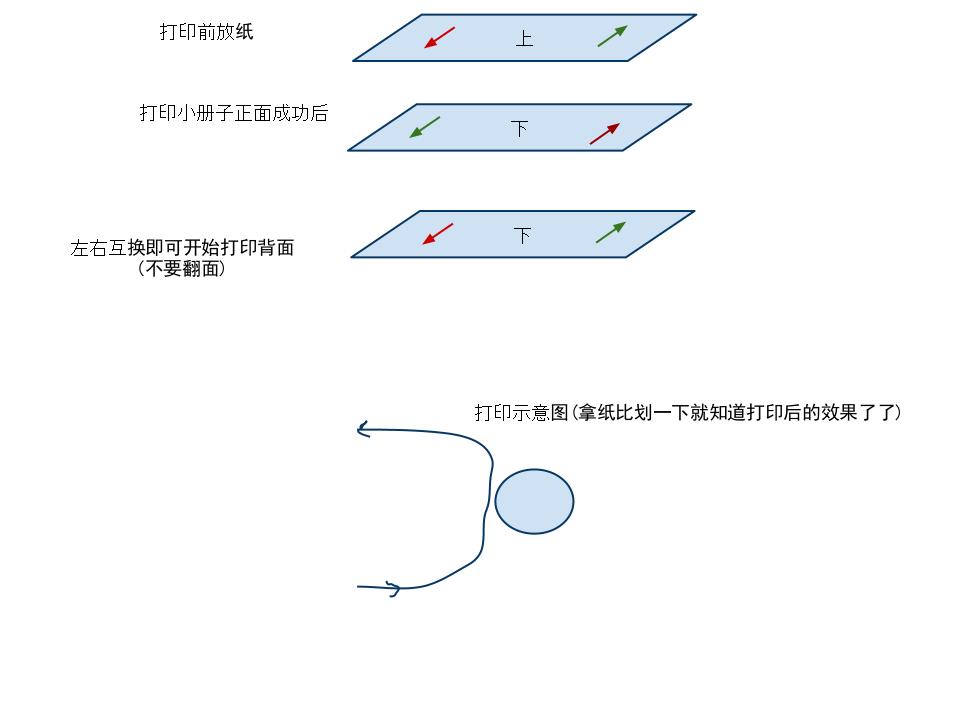 打印前放纸
上
打印小册子正面成功后
下
左右互换即可开始打印背面
(不要翻面)
下
打印示意图(拿纸比划一下就知道打印后的效果了了)